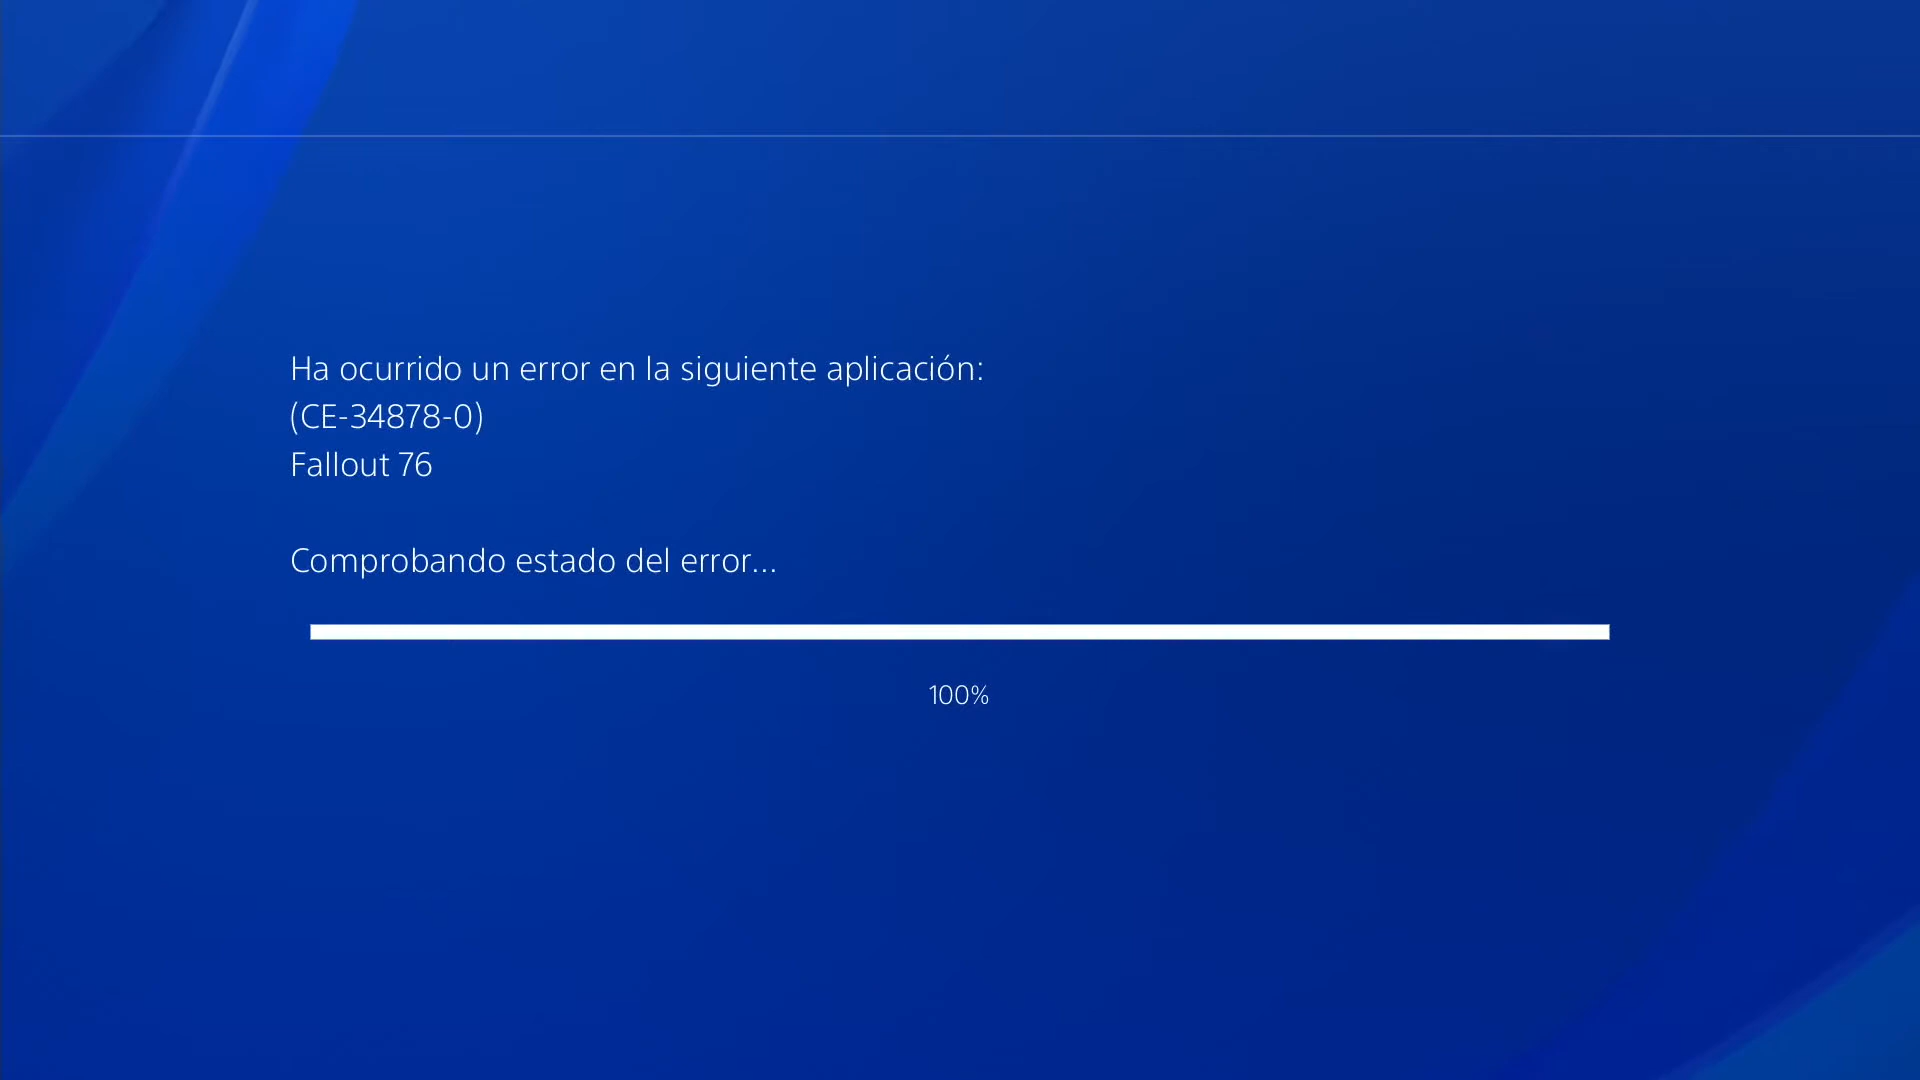 Ha ocurrido un error en la siguiente aplicación:
(CE-34878-0)
Fallout 76
Comprobando estado del error...
100%